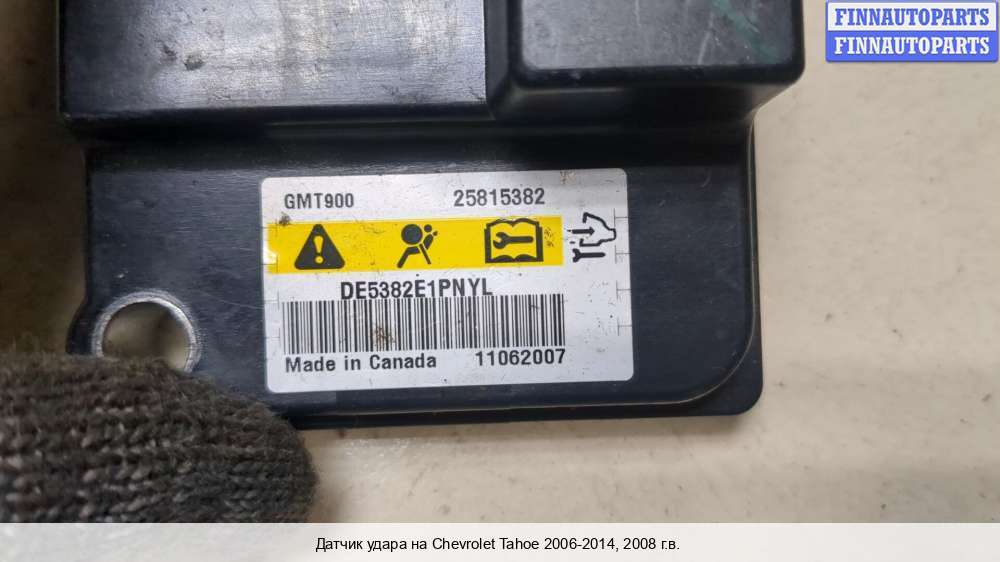 FINNAUTOPARTS
FINNAUTOPARTS
GMT900 25815382
DE5382E1PNYL
Made in Canada 11062007
Датчик удара на Chevrolet Tahoe 2006-2014, 2008 г.в.